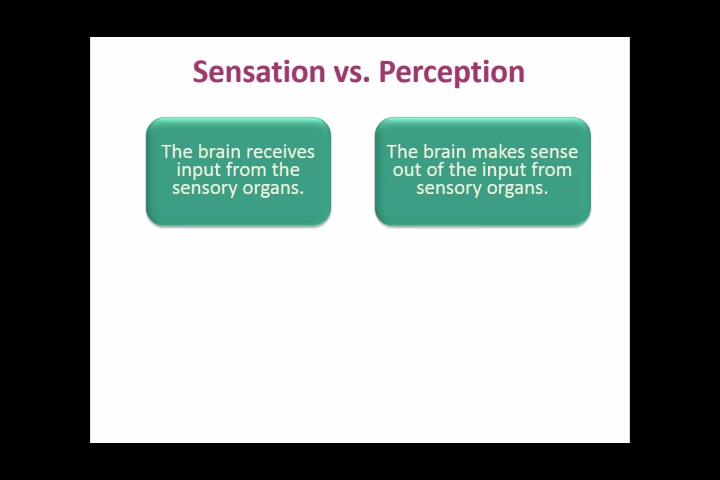 Sensation vs. Perception
The brain receives
input from the
sensory organs.
The brain makes sense
out of the input from
sensory organs.